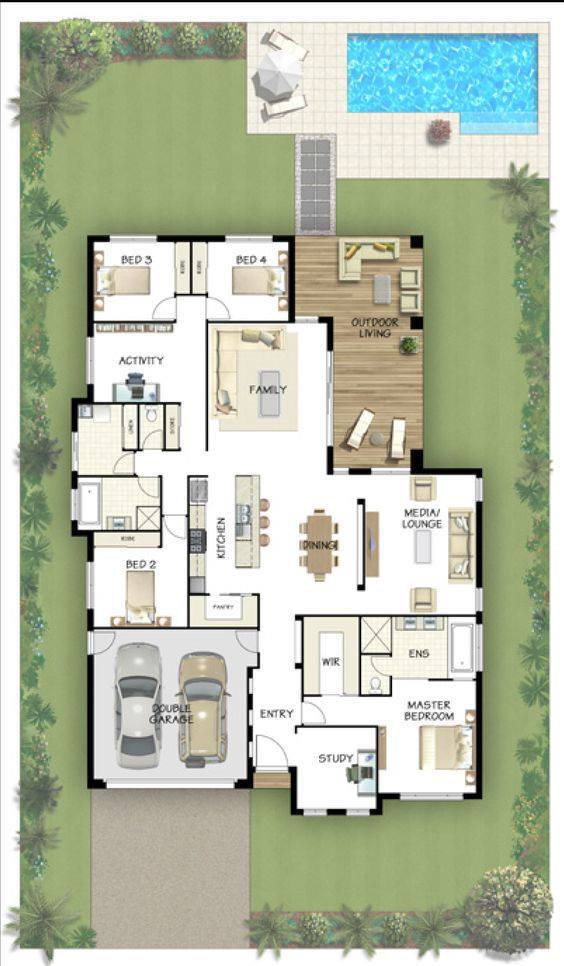 BED 3
ROBE
ROBE
BED 4
OUTDOOR
LIVING
ACTIVITY
FAMILY
LINEN
STORE
KITCHEN
DINING
MEDIA/
LOUNGE
ROBE
BED 2
PANTRY
WIR
ENS
DOUBLE
GARAGE
ENTRY
MASTER
BEDROOM
STUDY